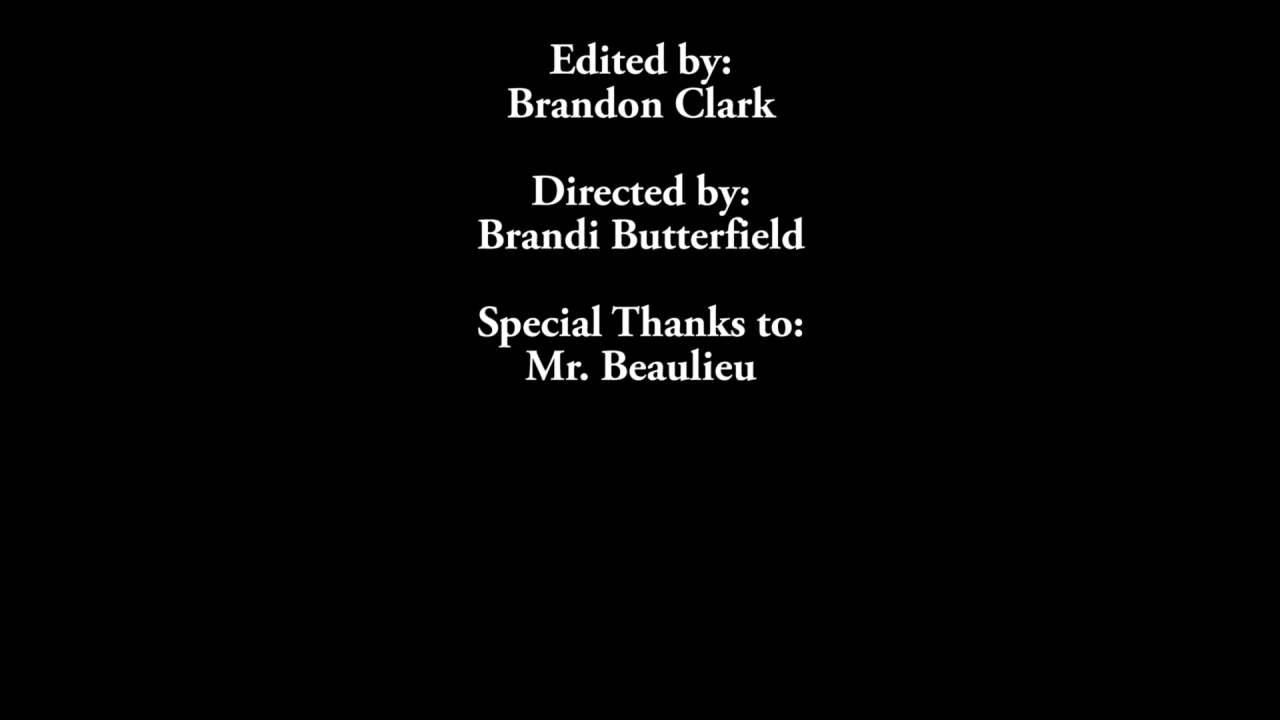 Edited by:
Brandon Clark
Directed by:
Brandi Butterfield
Special Thanks to:
Mr. Beaulieu